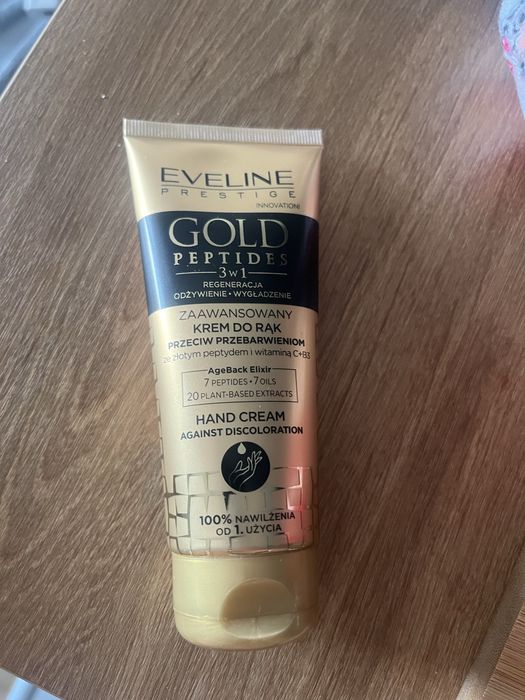 EVELINE
PRESTIGE
INNOVATION!
GOLD
PEPTIDES
3 w 1
REGENERACJA
ODŻYWIENIE • WYGŁADZENIE
ZAAWANSOWANY
KREM DO RĄK
PRZECIW PRZEBARWIENIOM
ze złotym peptydem i witaminą C+B3
AgeBack Elixir
7 PEPTIDES • 7 OILS
20 PLANT-BASED EXTRACTS
HAND CREAM
AGAINST DISCOLORATION
100% NAWILŻENIA
OD 1. UŻYCIA